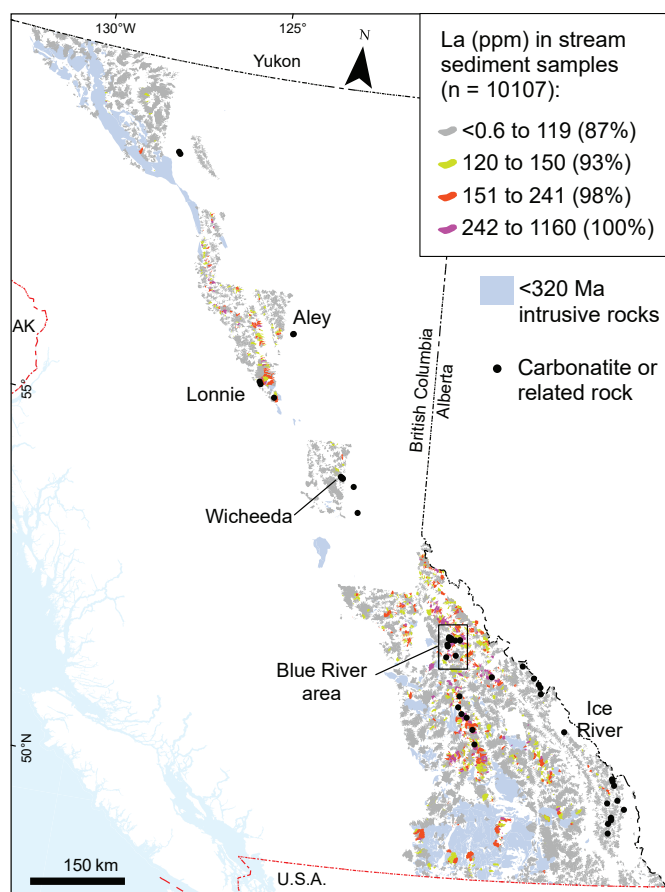 130°W
125°
N
Yukon
La (ppm) in stream
sediment samples
(n = 10107):
<0.6 to 119 (87%)
120 to 150 (93%)
151 to 241 (98%)
242 to 1160 (100%)
<320 Ma
intrusive rocks
Carbonatite or
related rock
AK
Aley
55°
Lonnie
British Columbia
Alberta
Wicheeda
Blue River
area
Ice
River
50°N
150 km
U.S.A.